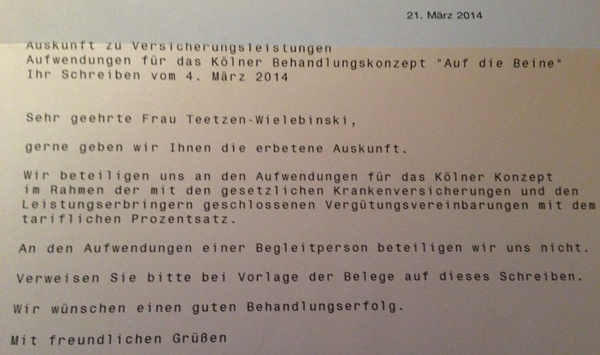 21. März 2014
Auskunft zu Versicherungsleistungen
Aufwendungen für das Kölner Behandlungskonzept "Auf die Beine"
Ihr Schreiben vom 4. März 2014
Sehr geehrte Frau Teetzen-Wielebinski,
gerne geben wir Ihnen die erbetene Auskunft.
Wir beteiligen uns an den Aufwendungen für das Kölner Konzept
im Rahmen der mit den gesetzlichen Krankenversicherungen und den
Leistungserbringern geschlossenen Vergütungsvereinbarungen mit dem
tariflichen Prozentsatz.
An den Aufwendungen einer Begleitperson beteiligen wir uns nicht.
Verweisen Sie bitte bei Vorlage der Belege auf dieses Schreiben.
Wir wünschen einen guten Behandlungserfolg.
Mit freundlichen Grüßen